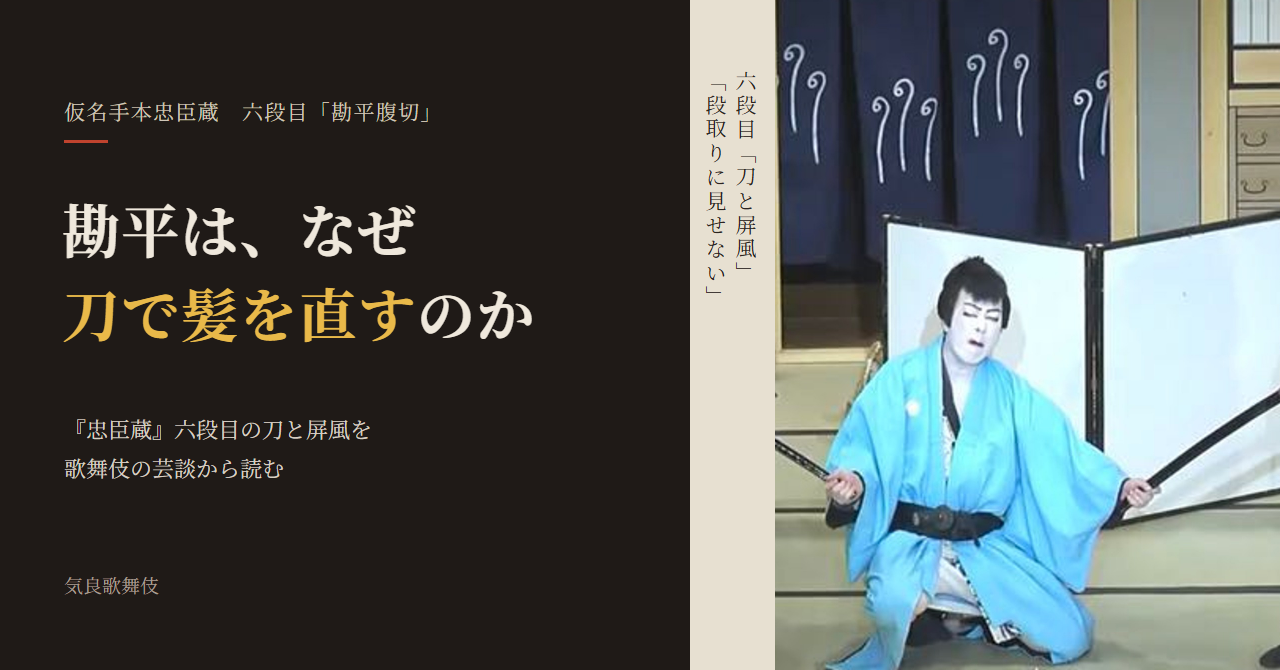 仮名手本忠臣蔵　六段目「勘平腹切」
勘平は、なぜ
刀で髪を直すのか
『忠臣蔵』六段目の刀と屏風を
歌舞伎の芸談から読む
気良歌舞伎
六段目「刀と屏風」
「段取りに見せない」